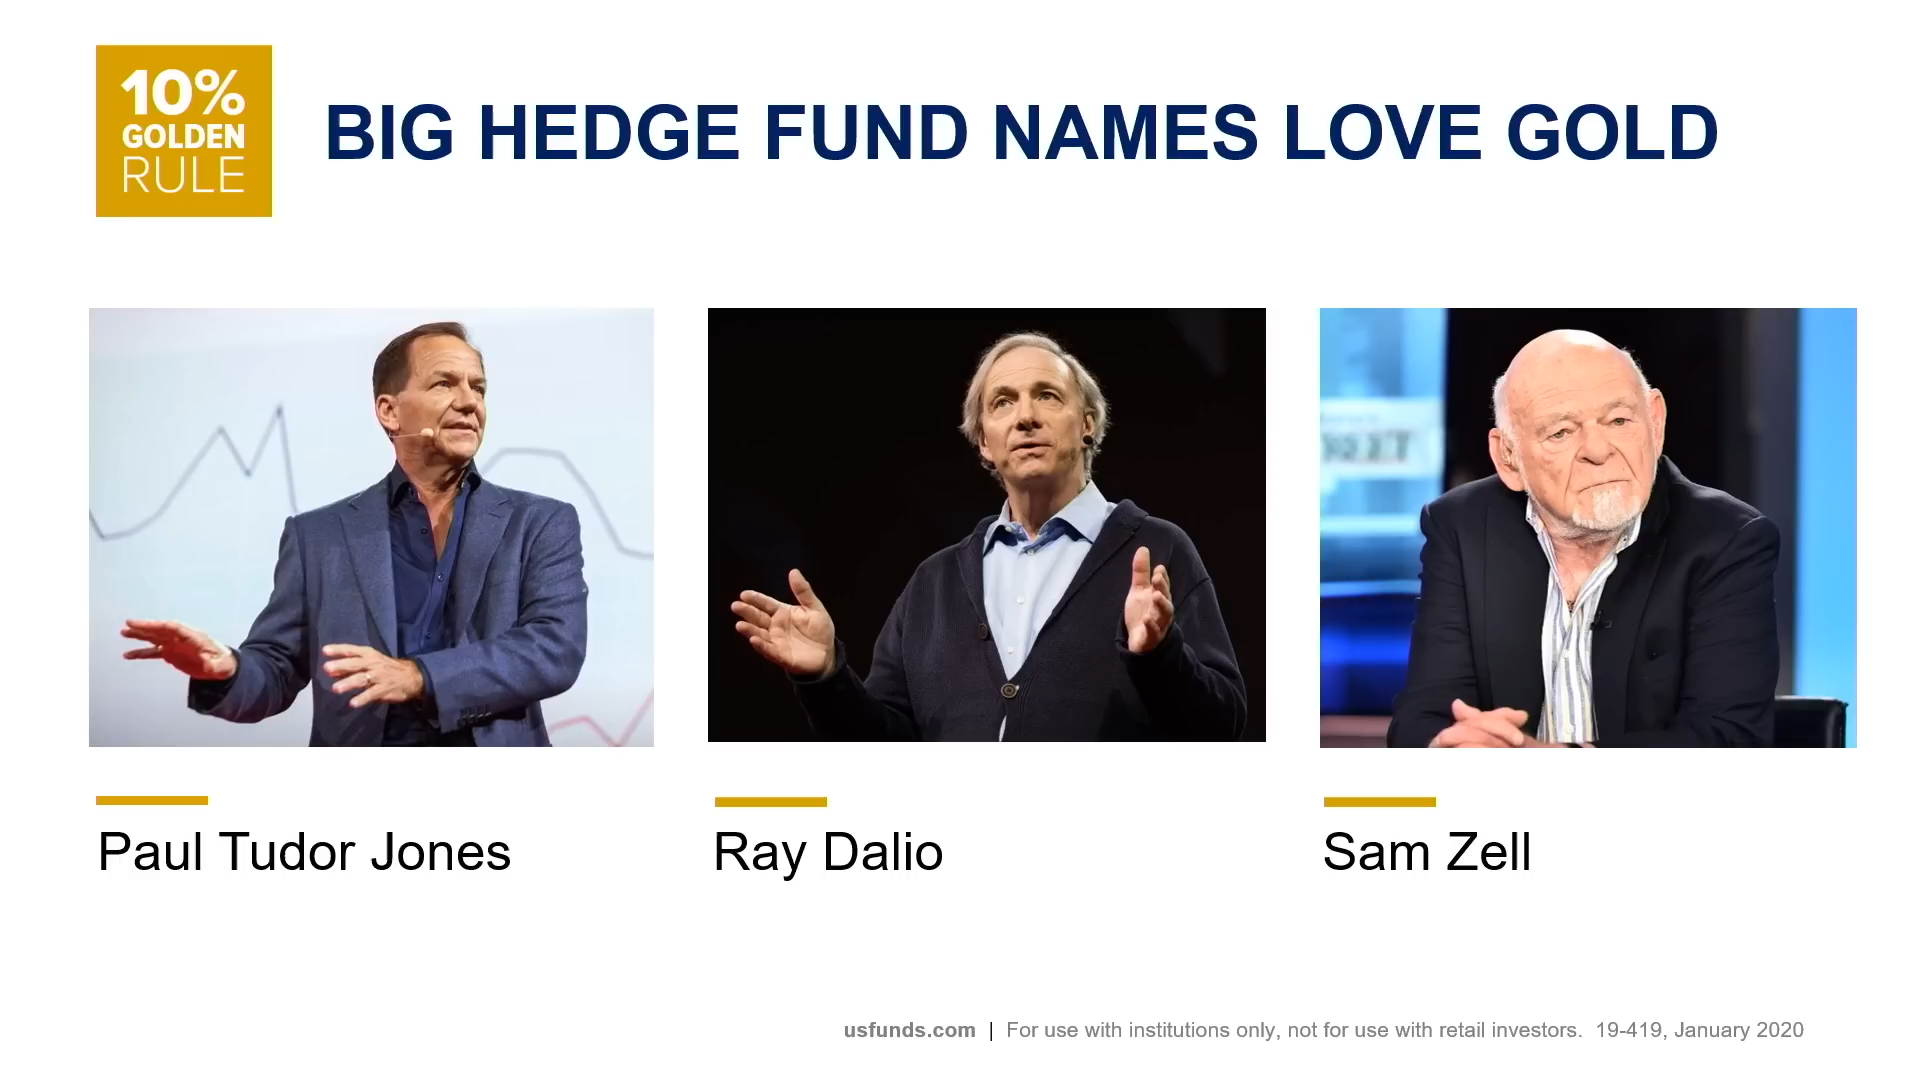 10%
GOLDEN
RULE
BIG HEDGE FUND NAMES LOVE GOLD
Paul Tudor Jones
Ray Dalio
Sam Zell
usfunds.com | For use with institutions only, not for use with retail investors. 19-419, January 2020